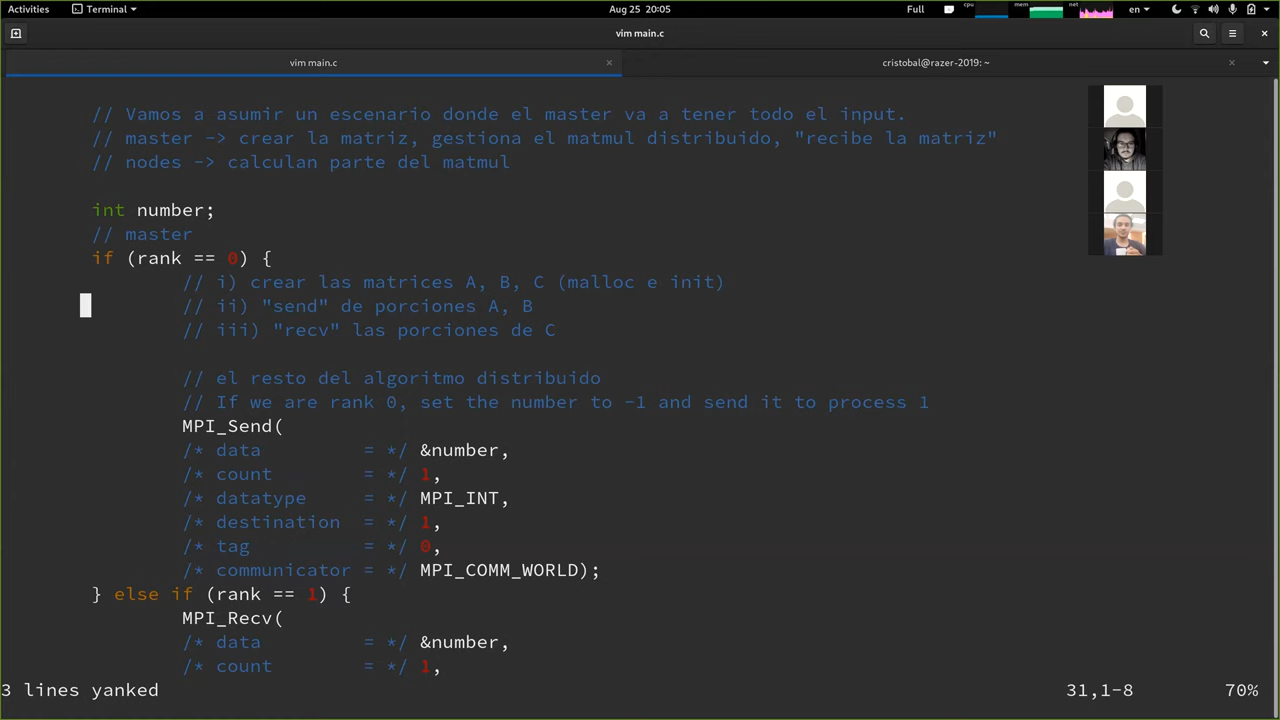 Activities
Terminal
Aug 25 20:05
Full
cpu
mem
net
en
vim main.c
vim main.c
cristobal@razer-2019: ~
// Vamos a asumir un escenario donde el master va a tener todo el input.
// master -> crear la matriz, gestiona el matmul distribuido, "recibe la matriz"
// nodes -> calculan parte del matmul
int number;
// master
if (rank == 0) {
// i) crear las matrices A, B, C (malloc e init)
// ii) "send" de porciones A, B
// iii) "recv" las porciones de C
// el resto del algoritmo distribuido
// If we are rank 0, set the number to -1 and send it to process 1
MPI_Send(
/* data = */ &number,
/* count = */ 1,
/* datatype = */ MPI_INT,
/* destination = */ 1,
/* tag = */ 0,
/* communicator = */ MPI_COMM_WORLD);
} else if (rank == 1) {
MPI_Recv(
/* data = */ &number,
/* count = */ 1,
3 lines yanked
31,1-8
70%